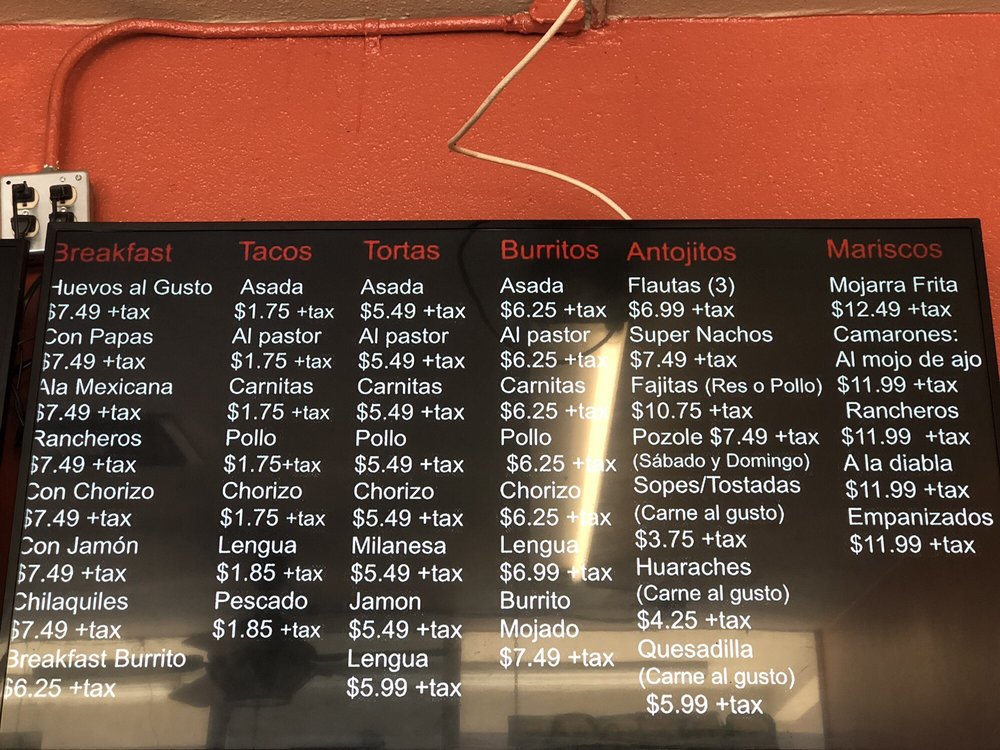 Breakfast
Huevos al Gusto
$7.49 +tax
Con Papas
$7.49 +tax
Ala Mexicana
$7.49 +tax
Rancheros
$7.49 +tax
Con Chorizo
$7.49 +tax
Con Jamón
$7.49 +tax
Chilaquiles
$7.49 +tax
Breakfast Burrito
$6.25 +tax
Tacos
Asada
$1.75 +tax
Al pastor
$1.75 +tax
Carnitas
$1.75 +tax
Pollo
$1.75+tax
Chorizo
$1.75 +tax
Lengua
$1.85 +tax
Pescado
$1.85 +tax
Tortas
Asada
$5.49 +tax
Al pastor
$5.49 +tax
Carnitas
$5.49 +tax
Pollo
$5.49 +tax
Chorizo
$5.49 +tax
Milanesa
$5.49 +tax
Jamon
$5.49 +tax
Lengua
$5.99 +tax
Burritos
Asada
$6.25 +tax
Al pastor
$6.25 +tax
Carnitas
$6.25 +tax
Pollo
$6.25 +tax
Chorizo
$6.25 +tax
Lengua
$6.99 +tax
Burrito
Mojado
$7.49 +tax
Antojitos
Flautas (3)
$6.99 +tax
Super Nachos
$7.49 +tax
Fajitas (Res o Pollo)
$10.75 +tax
Pozole $7.49 +tax
(Sábado y Domingo)
Sopes/Tostadas
(Carne al gusto)
$3.75 +tax
Huaraches
(Carne al gusto)
$4.25 +tax
Quesadilla
(Carne al gusto)
$5.99 +tax
Mariscos
Mojarra Frita
$12.49 +tax
Camarones:
Al mojo de ajo
$11.99 +tax
Rancheros
$11.99 +tax
A la diabla
$11.99 +tax
Empanizados
$11.99 +tax